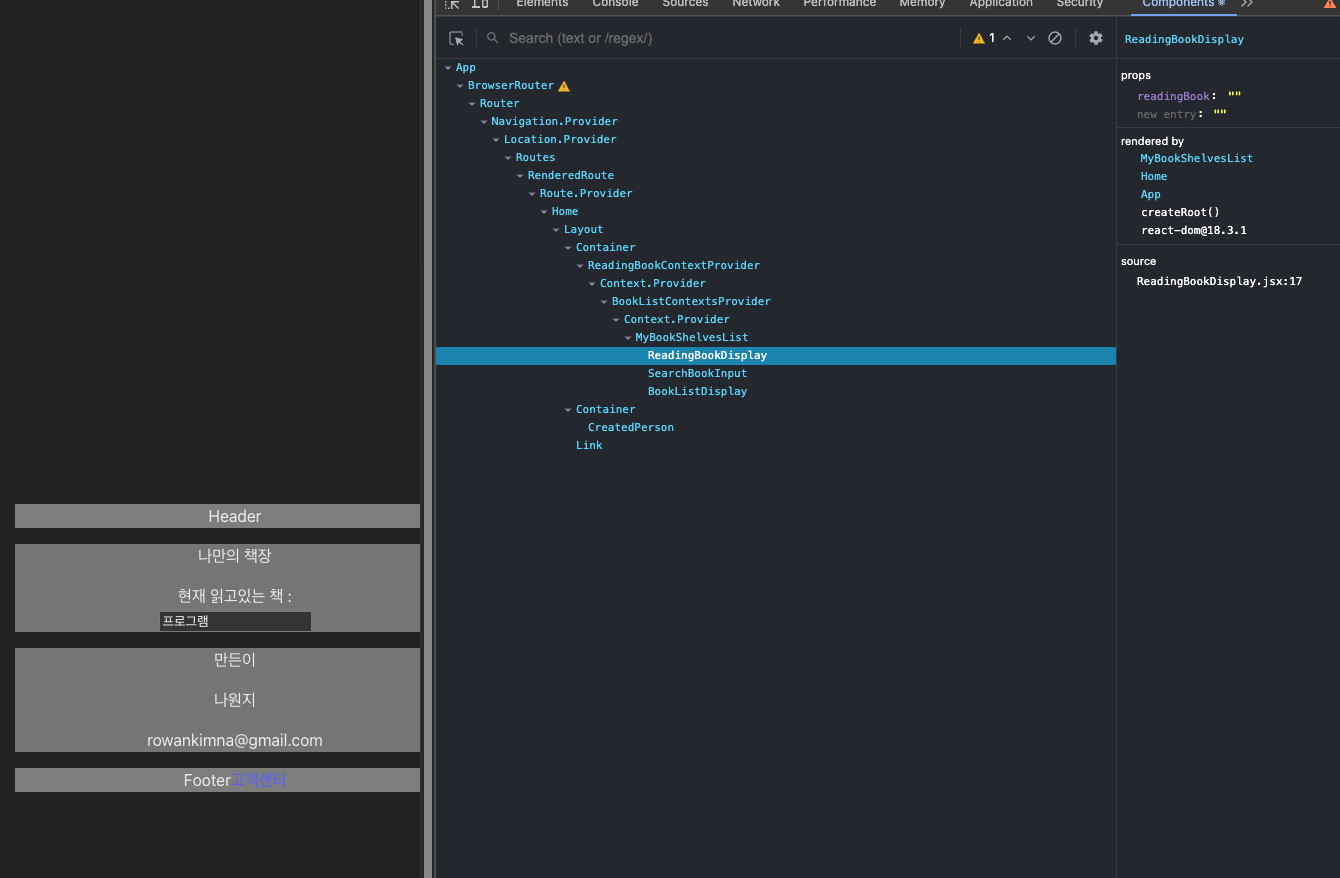 Elements Console Sources Network Performance Memory Application Security Components
Search (text or /regex/)
1
App
BrowserRouter
Router
Navigation.Provider
Location.Provider
Routes
RenderedRoute
Route.Provider
Home
Layout
Container
ReadingBookContextProvider
Context.Provider
BookListContextsProvider
Context.Provider
MyBookShelvesList
ReadingBookDisplay
SearchBookInput
BookListDisplay
Container
CreatedPerson
Link
ReadingBookDisplay
props
readingBook: ""
new entry: ""
rendered by
MyBookShelvesList
Home
App
createRoot()
react-dom@18.3.1
source
ReadingBookDisplay.jsx:17
Header
나만의 책장
현재 읽고있는 책 :
프로그램
만든이
나원지
rowankimna@gmail.com
Footer고객센터